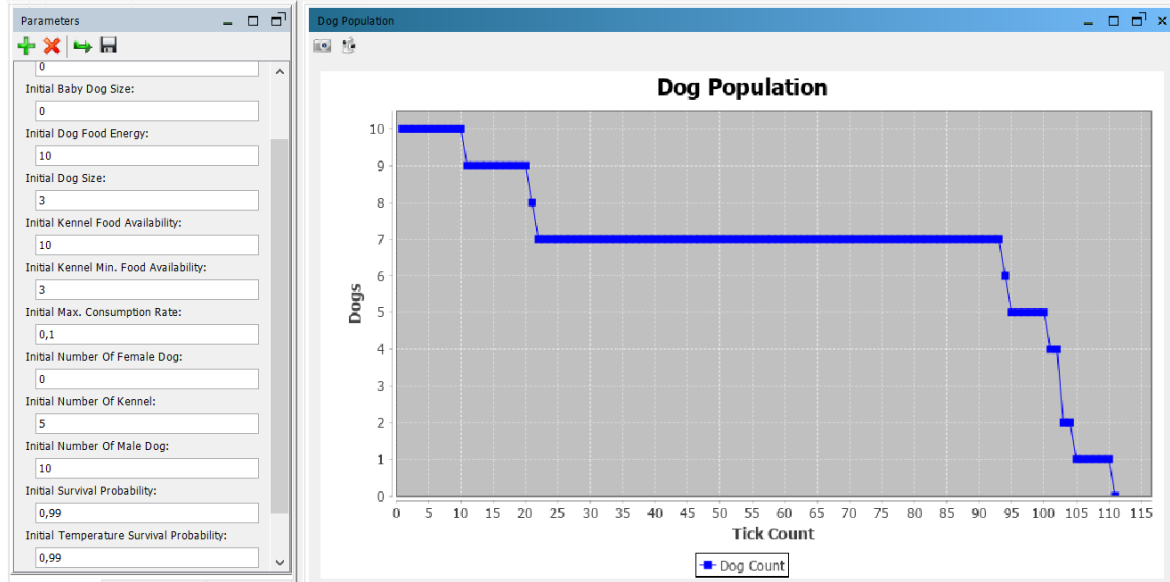 Parameters
0
Initial Baby Dog Size:
0
Initial Dog Food Energy:
10
Initial Dog Size:
3
Initial Kennel Food Availability:
10
Initial Kennel Min. Food Availability:
3
Initial Max. Consumption Rate:
0,1
Initial Number Of Female Dog:
0
Initial Number Of Kennel:
5
Initial Number Of Male Dog:
10
Initial Survival Probability:
0,99
Initial Temperature Survival Probability:
0,99
Dog Population
Dog Population
Dogs
10
9
8
7
6
5
4
3
2
1
0
0 5 10 15 20 25 30 35 40 45 50 55 60 65 70 75 80 85 90 95 100 105 110 115
Tick Count
Dog Count